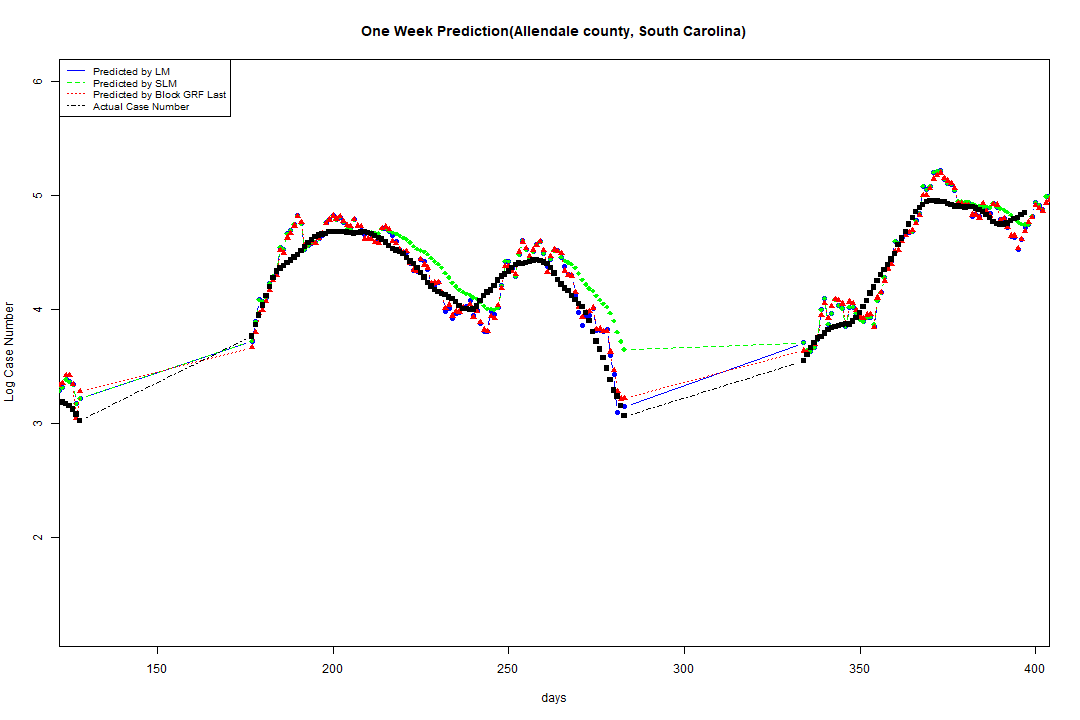 One Week Prediction(Allendale county, South Carolina)
Predicted by LM
Predicted by SLM
Predicted by Block GRF Last
Actual Case Number
6
5
4
3
2
Log Case Number
150 200 250 300 350 400
days